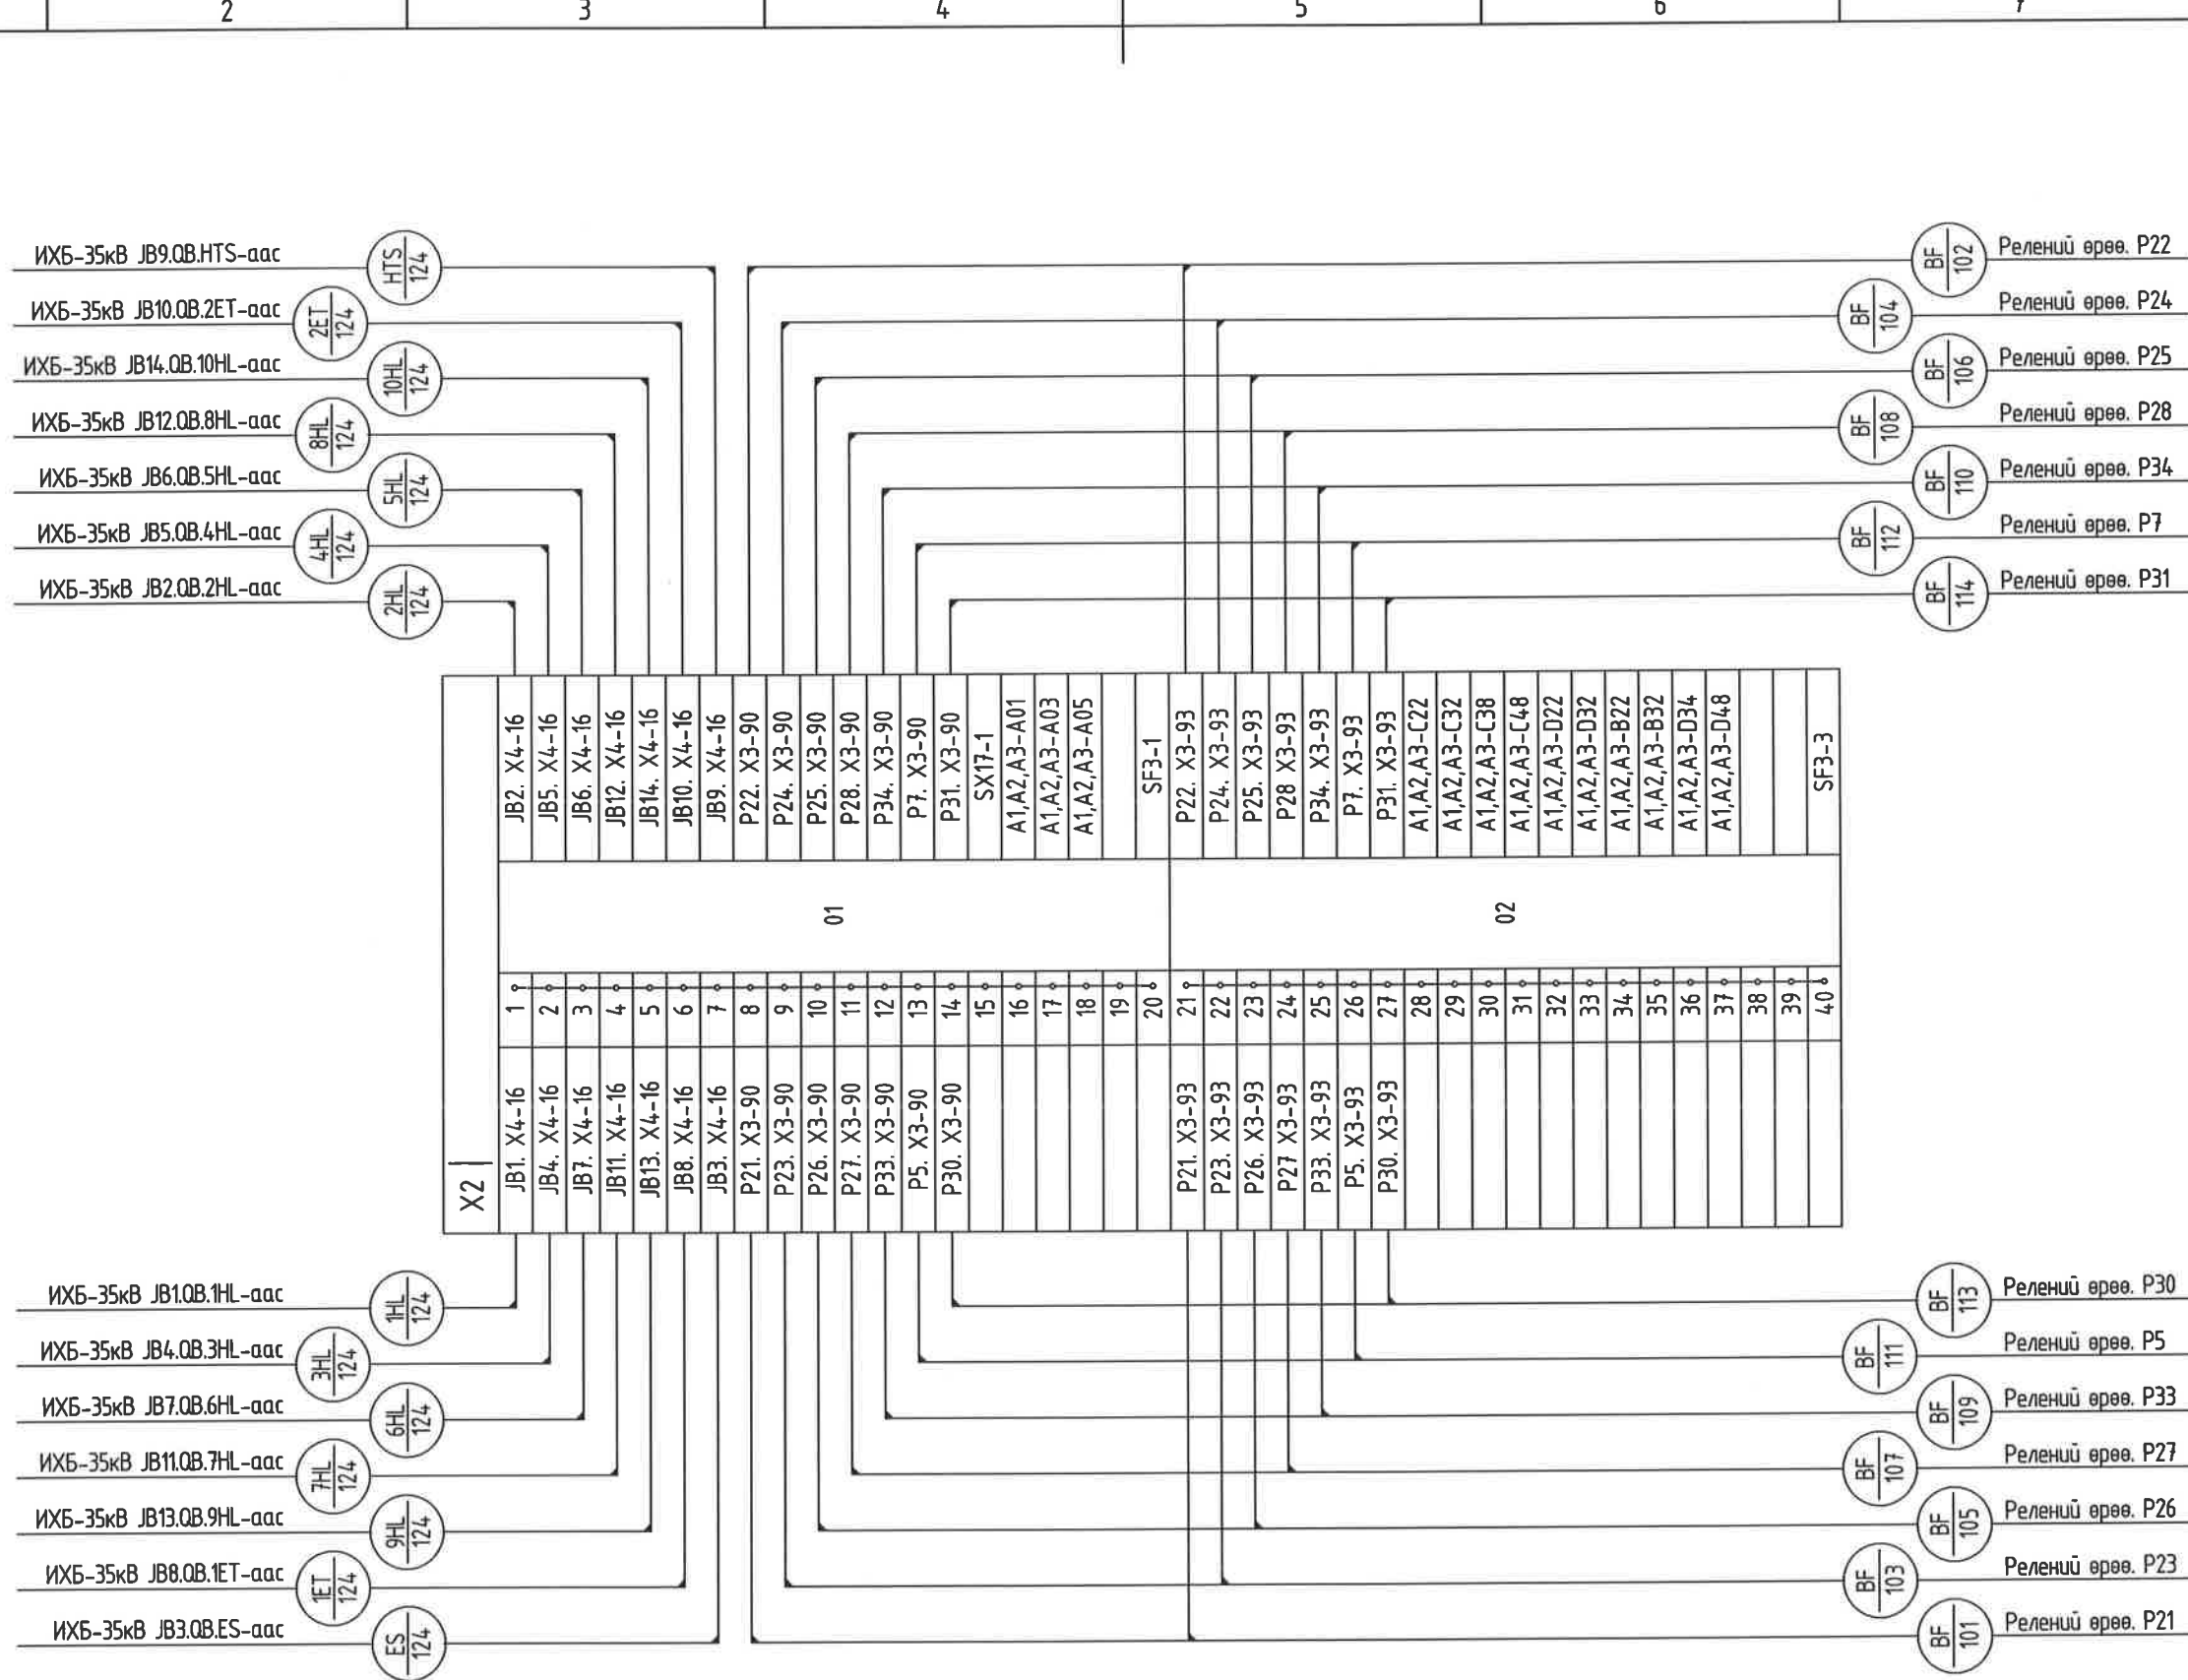 2 3 4 5 6
ИХБ-35кВ JB9.QB.HTS-аас
HTS 124
BF 102
Релений өрөө. P22
ИХБ-35кВ JB10.QB.2ET-аас
2ET 124
BF 104
Релений өрөө. P24
ИХБ-35кВ JB14.QB.10HL-аас
10HL 124
BF 106
Релений өрөө. P25
ИХБ-35кВ JB12.QB.8HL-аас
8HL 124
BF 108
Релений өрөө. P28
ИХБ-35кВ JB6.QB.5HL-аас
5HL 124
BF 110
Релений өрөө. P34
ИХБ-35кВ JB5.QB.4HL-аас
4HL 124
BF 112
Релений өрөө. P7
ИХБ-35кВ JB2.QB.2HL-аас
2HL 124
BF 114
Релений өрөө. P31
X2
JB2. X4-16
JB5. X4-16
JB6. X4-16
JB12. X4-16
JB14. X4-16
JB10. X4-16
JB9. X4-16
P22. X3-90
P24. X3-90
P25. X3-90
P28. X3-90
P34. X3-90
P7. X3-90
P31. X3-90
SX17-1
A1,A2,A3-A01
A1,A2,A3-A03
A1,A2,A3-A05
SF3-1
P22. X3-93
P24. X3-93
P25. X3-93
P28 X3-93
P34. X3-93
P7. X3-93
P31. X3-93
A1,A2,A3-C22
A1,A2,A3-C32
A1,A2,A3-C38
A1,A2,A3-C48
A1,A2,A3-D22
A1,A2,A3-D32
A1,A2,A3-B22
A1,A2,A3-B32
A1,A2,A3-D34
A1,A2,A3-D48
SF3-3
01 02
1 2 3 4 5 6 7 8 9 10 11 12 13 14 15 16 17 18 19 20 21 22 23 24 25 26 27 28 29 30 31 32 33 34 35 36 37 38 39 40
JB1. X4-16
JB4. X4-16
JB7. X4-16
JB11. X4-16
JB13. X4-16
JB8. X4-16
JB3. X4-16
P21. X3-90
P23. X3-90
P26. X3-90
P27. X3-90
P33. X3-90
P5. X3-90
P30. X3-90
P21. X3-93
P23. X3-93
P26. X3-93
P27 X3-93
P33. X3-93
P5. X3-93
P30. X3-93
ИХБ-35кВ JB1.QB.1HL-аас
1HL 124
BF 113
Релений өрөө. P30
ИХБ-35кВ JB4.QB.3HL-аас
3HL 124
BF 111
Релений өрөө. P5
ИХБ-35кВ JB7.QB.6HL-аас
6HL 124
BF 109
Релений өрөө. P33
ИХБ-35кВ JB11.QB.7HL-аас
7HL 124
BF 107
Релений өрөө. P27
ИХБ-35кВ JB13.QB.9HL-аас
9HL 124
BF 105
Релений өрөө. P26
ИХБ-35кВ JB8.QB.1ET-аас
1ET 124
BF 103
Релений өрөө. P23
ИХБ-35кВ JB3.QB.ES-аас
ES 124
BF 101
Релений өрөө. P21